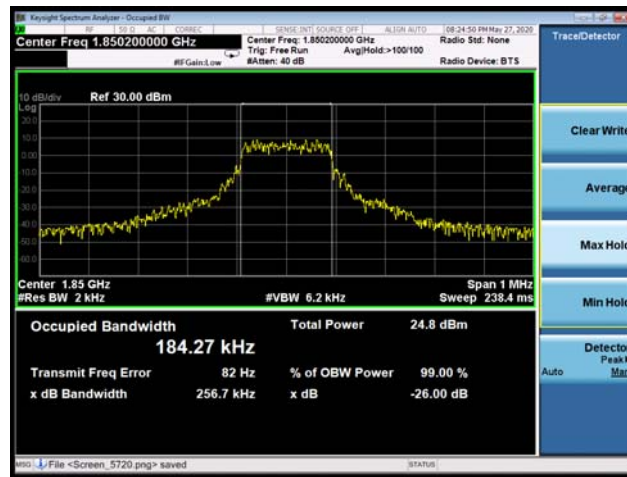 Keysight Spectrum Analyzer - Occupied BW
RF 50 Ω AC CORREC SENSE:INT SOURCE OFF ALIGN AUTO 08:24:50 PM May 27, 2020
Center Freq 1.850200000 GHz
Center Freq: 1.850200000 GHz
Radio Std: None
Trig: Free Run Avg|Hold:>100/100
#IFGain:Low #Atten: 40 dB Radio Device: BTS
Trace/Detector
10 dB/div Ref 30.00 dBm
Log
20.0
10.0
0.00
10.0
20.0
30.0
40.0
50.0
60.0
Center 1.85 GHz Span 1 MHz
#Res BW 2 kHz #VBW 6.2 kHz Sweep 238.4 ms
Occupied Bandwidth Total Power 24.8 dBm
184.27 kHz
Transmit Freq Error 82 Hz % of OBW Power 99.00 %
x dB Bandwidth 256.7 kHz x dB -26.00 dB
Clear Write
Average
Max Hold
Min Hold
Detector
Peak
Auto Man
MSG File <Screen_5720.png> saved STATUS